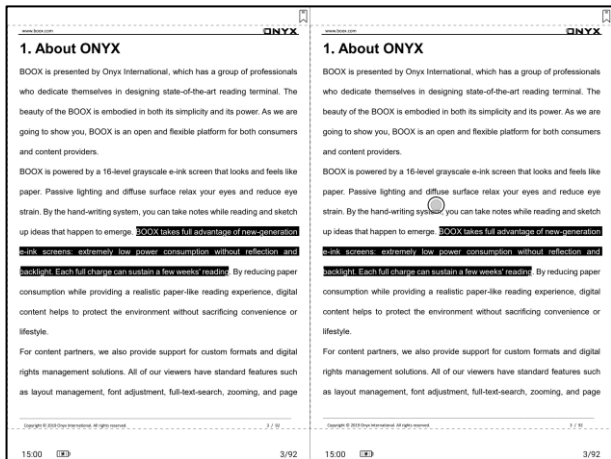 www.boox.com
ONYX
1. About ONYX
BOOX is presented by Onyx International, which has a group of professionals
who dedicate themselves in designing state-of-the-art reading terminal. The
beauty of the BOOX is embodied in both its simplicity and its power. As we are
going to show you, BOOX is an open and flexible platform for both consumers
and content providers.
BOOX is powered by a 16-level grayscale e-ink screen that looks and feels like
paper. Passive lighting and diffuse surface relax your eyes and reduce eye
strain. By the hand-writing system, you can take notes while reading and sketch
up ideas that happen to emerge. BOOX takes full advantage of new-generation
e-ink screens: extremely low power consumption without reflection and
backlight. Each full charge can sustain a few weeks' reading. By reducing paper
consumption while providing a realistic paper-like reading experience, digital
content helps to protect the environment without sacrificing convenience or
lifestyle.
For content partners, we also provide support for custom formats and digital
rights management solutions. All of our viewers have standard features such
as layout management, font adjustment, full-text-search, zooming, and page
Copyright © 2019 Onyx International. All rights reserved.
15:00
3/92
www.boox.com
ONYX
1. About ONYX
BOOX is presented by Onyx International, which has a group of professionals
who dedicate themselves in designing state-of-the-art reading terminal. The
beauty of the BOOX is embodied in both its simplicity and its power. As we are
going to show you, BOOX is an open and flexible platform for both consumers
and content providers.
BOOX is powered by a 16-level grayscale e-ink screen that looks and feels like
paper. Passive lighting and diffuse surface relax your eyes and reduce eye
strain. By the hand-writing system, you can take notes while reading and sketch
up ideas that happen to emerge. BOOX takes full advantage of new-generation
e-ink screens: extremely low power consumption without reflection and
backlight. Each full charge can sustain a few weeks' reading. By reducing paper
consumption while providing a realistic paper-like reading experience, digital
content helps to protect the environment without sacrificing convenience or
lifestyle.
For content partners, we also provide support for custom formats and digital
rights management solutions. All of our viewers have standard features such
as layout management, font adjustment, full-text-search, zooming, and page
Copyright © 2019 Onyx International. All rights reserved.
15:00
3/92